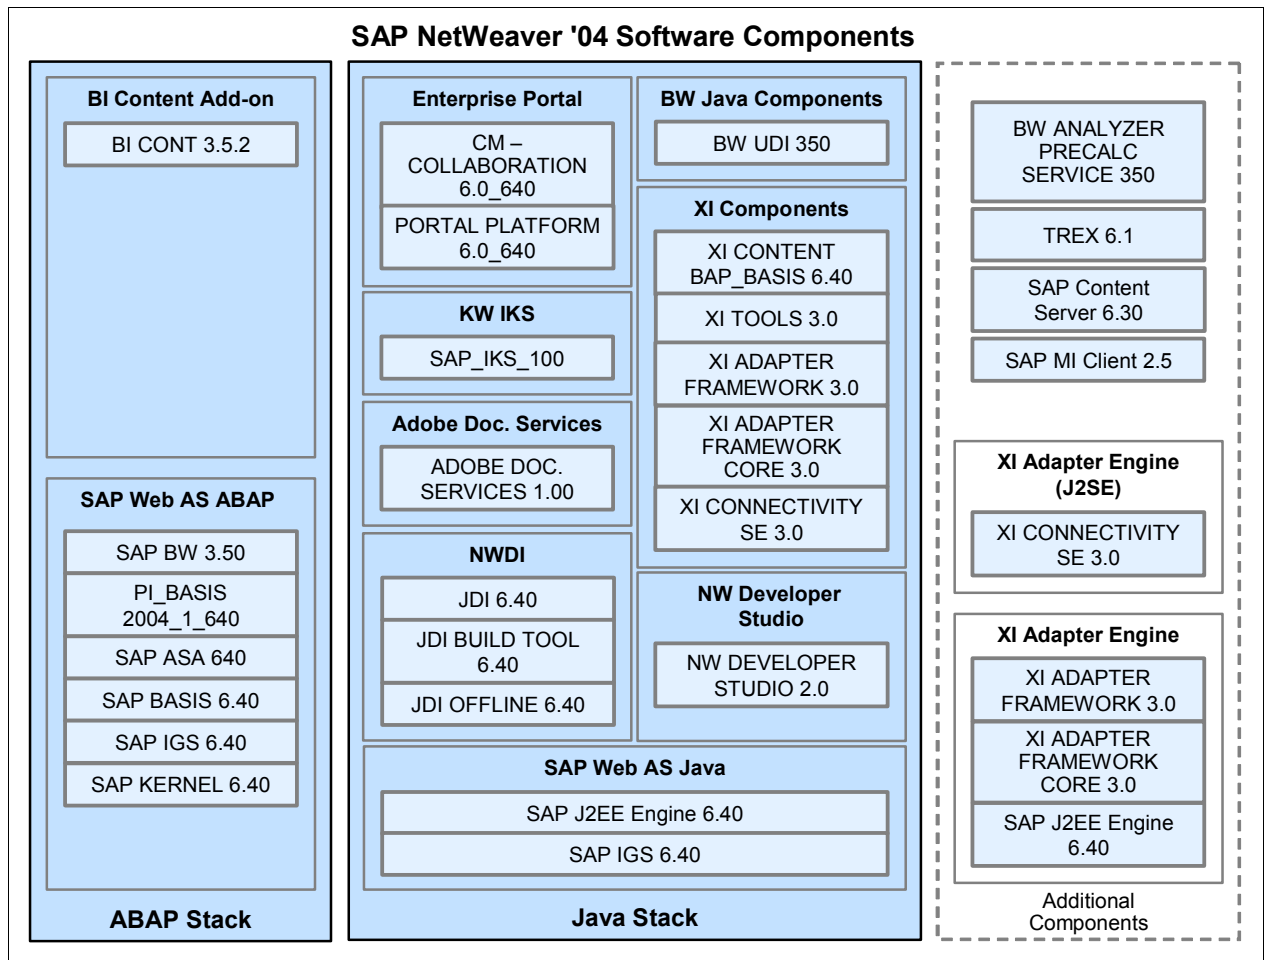 SAP NetWeaver '04 Software Components
BI Content Add-on
BI CONT 3.5.2
SAP Web AS ABAP
SAP BW 3.50
PI_BASIS
2004_1_640
SAP ASA 640
SAP BASIS 6.40
SAP IGS 6.40
SAP KERNEL 6.40
ABAP Stack
Enterprise Portal
CM –
COLLABORATION
6.0_640
PORTAL PLATFORM
6.0_640
KW IKS
SAP_IKS_100
Adobe Doc. Services
ADOBE DOC.
SERVICES 1.00
NWDI
JDI 6.40
JDI BUILD TOOL
6.40
JDI OFFLINE 6.40
BW Java Components
BW UDI 350
XI Components
XI CONTENT
BAP_BASIS 6.40
XI TOOLS 3.0
XI ADAPTER
FRAMEWORK 3.0
XI ADAPTER
FRAMEWORK
CORE 3.0
XI CONNECTIVITY
SE 3.0
NW Developer
Studio
NW DEVELOPER
STUDIO 2.0
SAP Web AS Java
SAP J2EE Engine 6.40
SAP IGS 6.40
Java Stack
BW ANALYZER
PRECALC
SERVICE 350
TREX 6.1
SAP Content
Server 6.30
SAP MI Client 2.5
XI Adapter Engine
(J2SE)
XI CONNECTIVITY
SE 3.0
XI Adapter Engine
XI ADAPTER
FRAMEWORK 3.0
XI ADAPTER
FRAMEWORK
CORE 3.0
SAP J2EE Engine
6.40
Additional
Components